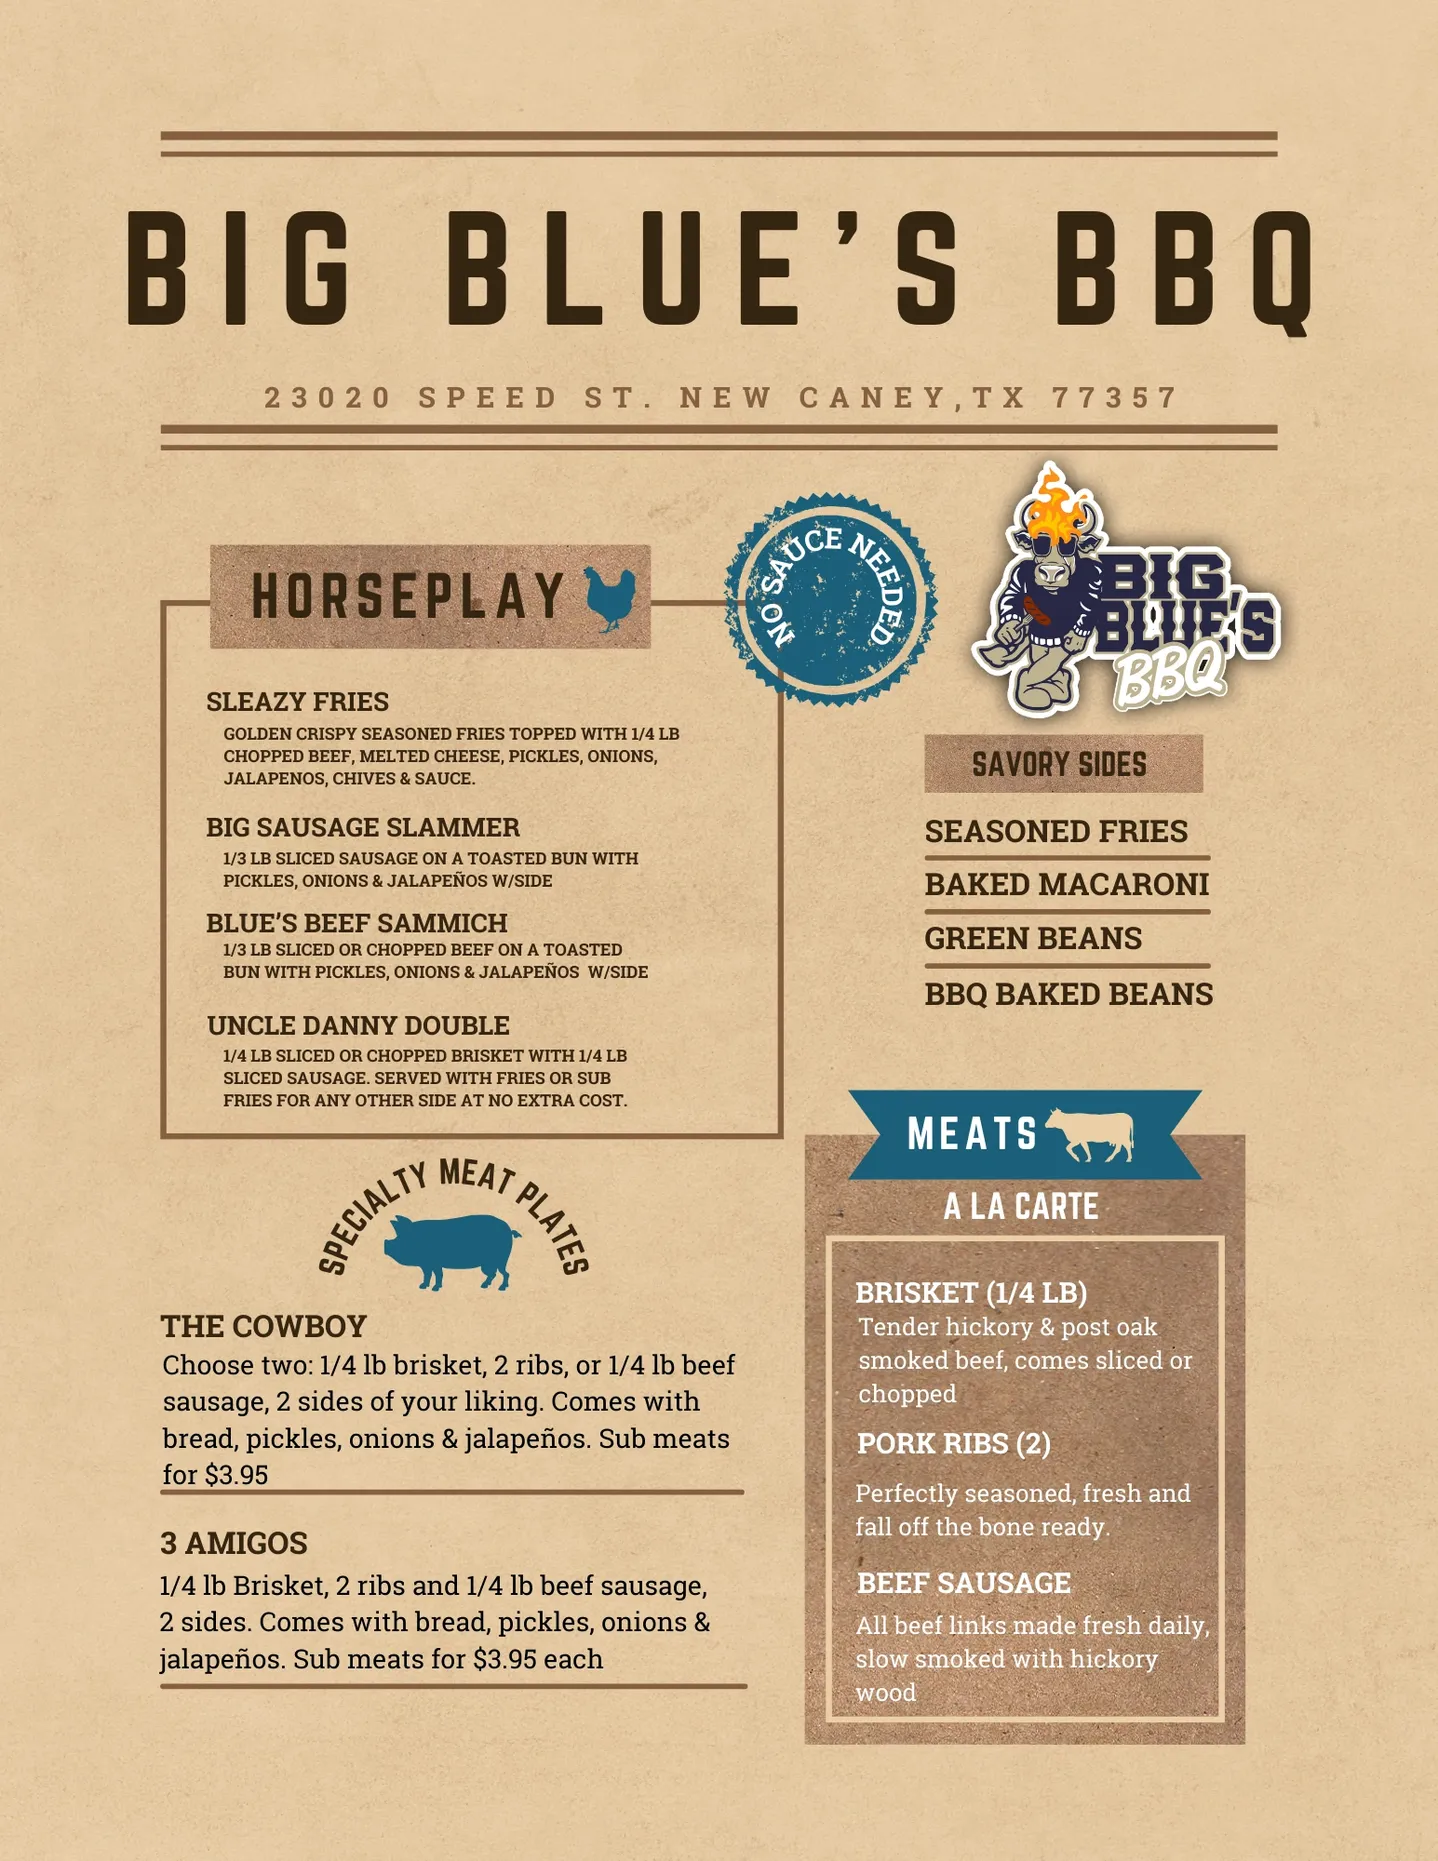 BIG BLUE'S BBQ
23020 SPEED ST. NEW CANEY,TX 77357
HORSEPLAY
SLEAZY FRIES
GOLDEN CRISPY SEASONED FRIES TOPPED WITH 1/4 LB
CHOPPED BEEF, MELTED CHEESE, PICKLES, ONIONS,
JALAPENOS, CHIVES & SAUCE.
BIG SAUSAGE SLAMMER
1/3 LB SLICED SAUSAGE ON A TOASTED BUN WITH
PICKLES, ONIONS & JALAPEÑOS W/SIDE
BLUE'S BEEF SAMMICH
1/3 LB SLICED OR CHOPPED BEEF ON A TOASTED
BUN WITH PICKLES, ONIONS & JALAPEÑOS  W/SIDE
UNCLE DANNY DOUBLE
1/4 LB SLICED OR CHOPPED BRISKET WITH 1/4 LB
SLICED SAUSAGE. SERVED WITH FRIES OR SUB
FRIES FOR ANY OTHER SIDE AT NO EXTRA COST.
NO SAUCE NEEDED
BIG
BLUE'S
BBQ
SAVORY SIDES
SEASONED FRIES
BAKED MACARONI
GREEN BEANS
BBQ BAKED BEANS
SPECIALTY MEAT PLATES
THE COWBOY
Choose two: 1/4 lb brisket, 2 ribs, or 1/4 lb beef
sausage, 2 sides of your liking. Comes with
bread, pickles, onions & jalapeños. Sub meats
for $3.95
3 AMIGOS
1/4 lb Brisket, 2 ribs and 1/4 lb beef sausage,
2 sides. Comes with bread, pickles, onions &
jalapeños. Sub meats for $3.95 each
MEATS
A LA CARTE
BRISKET (1/4 LB)
Tender hickory & post oak
smoked beef, comes sliced or
chopped
PORK RIBS (2)
Perfectly seasoned, fresh and
fall off the bone ready.
BEEF SAUSAGE
All beef links made fresh daily,
slow smoked with hickory
wood